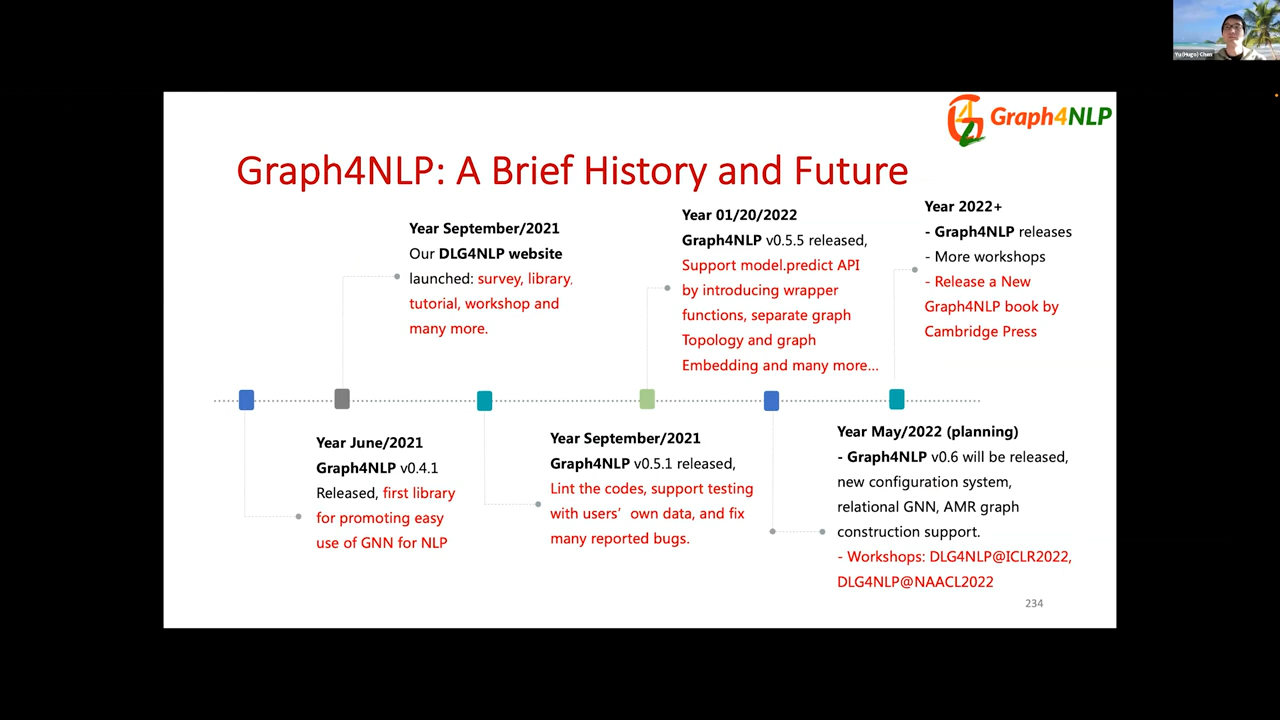 Yu (Hugo) Chen
Graph4NLP
Graph4NLP: A Brief History and Future
Year September/2021
Our DLG4NLP website
launched: survey, library,
tutorial, workshop and
many more.
Year 01/20/2022
Graph4NLP v0.5.5 released,
Support model.predict API
by introducing wrapper
functions, separate graph
Topology and graph
Embedding and many more...
Year 2022+
- Graph4NLP releases
- More workshops
- Release a New
Graph4NLP book by
Cambridge Press
Year June/2021
Graph4NLP v0.4.1
Released, first library
for promoting easy
use of GNN for NLP
Year September/2021
Graph4NLP v0.5.1 released,
Lint the codes, support testing
with users’ own data, and fix
many reported bugs.
Year May/2022 (planning)
- Graph4NLP v0.6 will be released,
new configuration system,
relational GNN, AMR graph
construction support.
- Workshops: DLG4NLP@ICLR2022,
DLG4NLP@NAACL2022
234